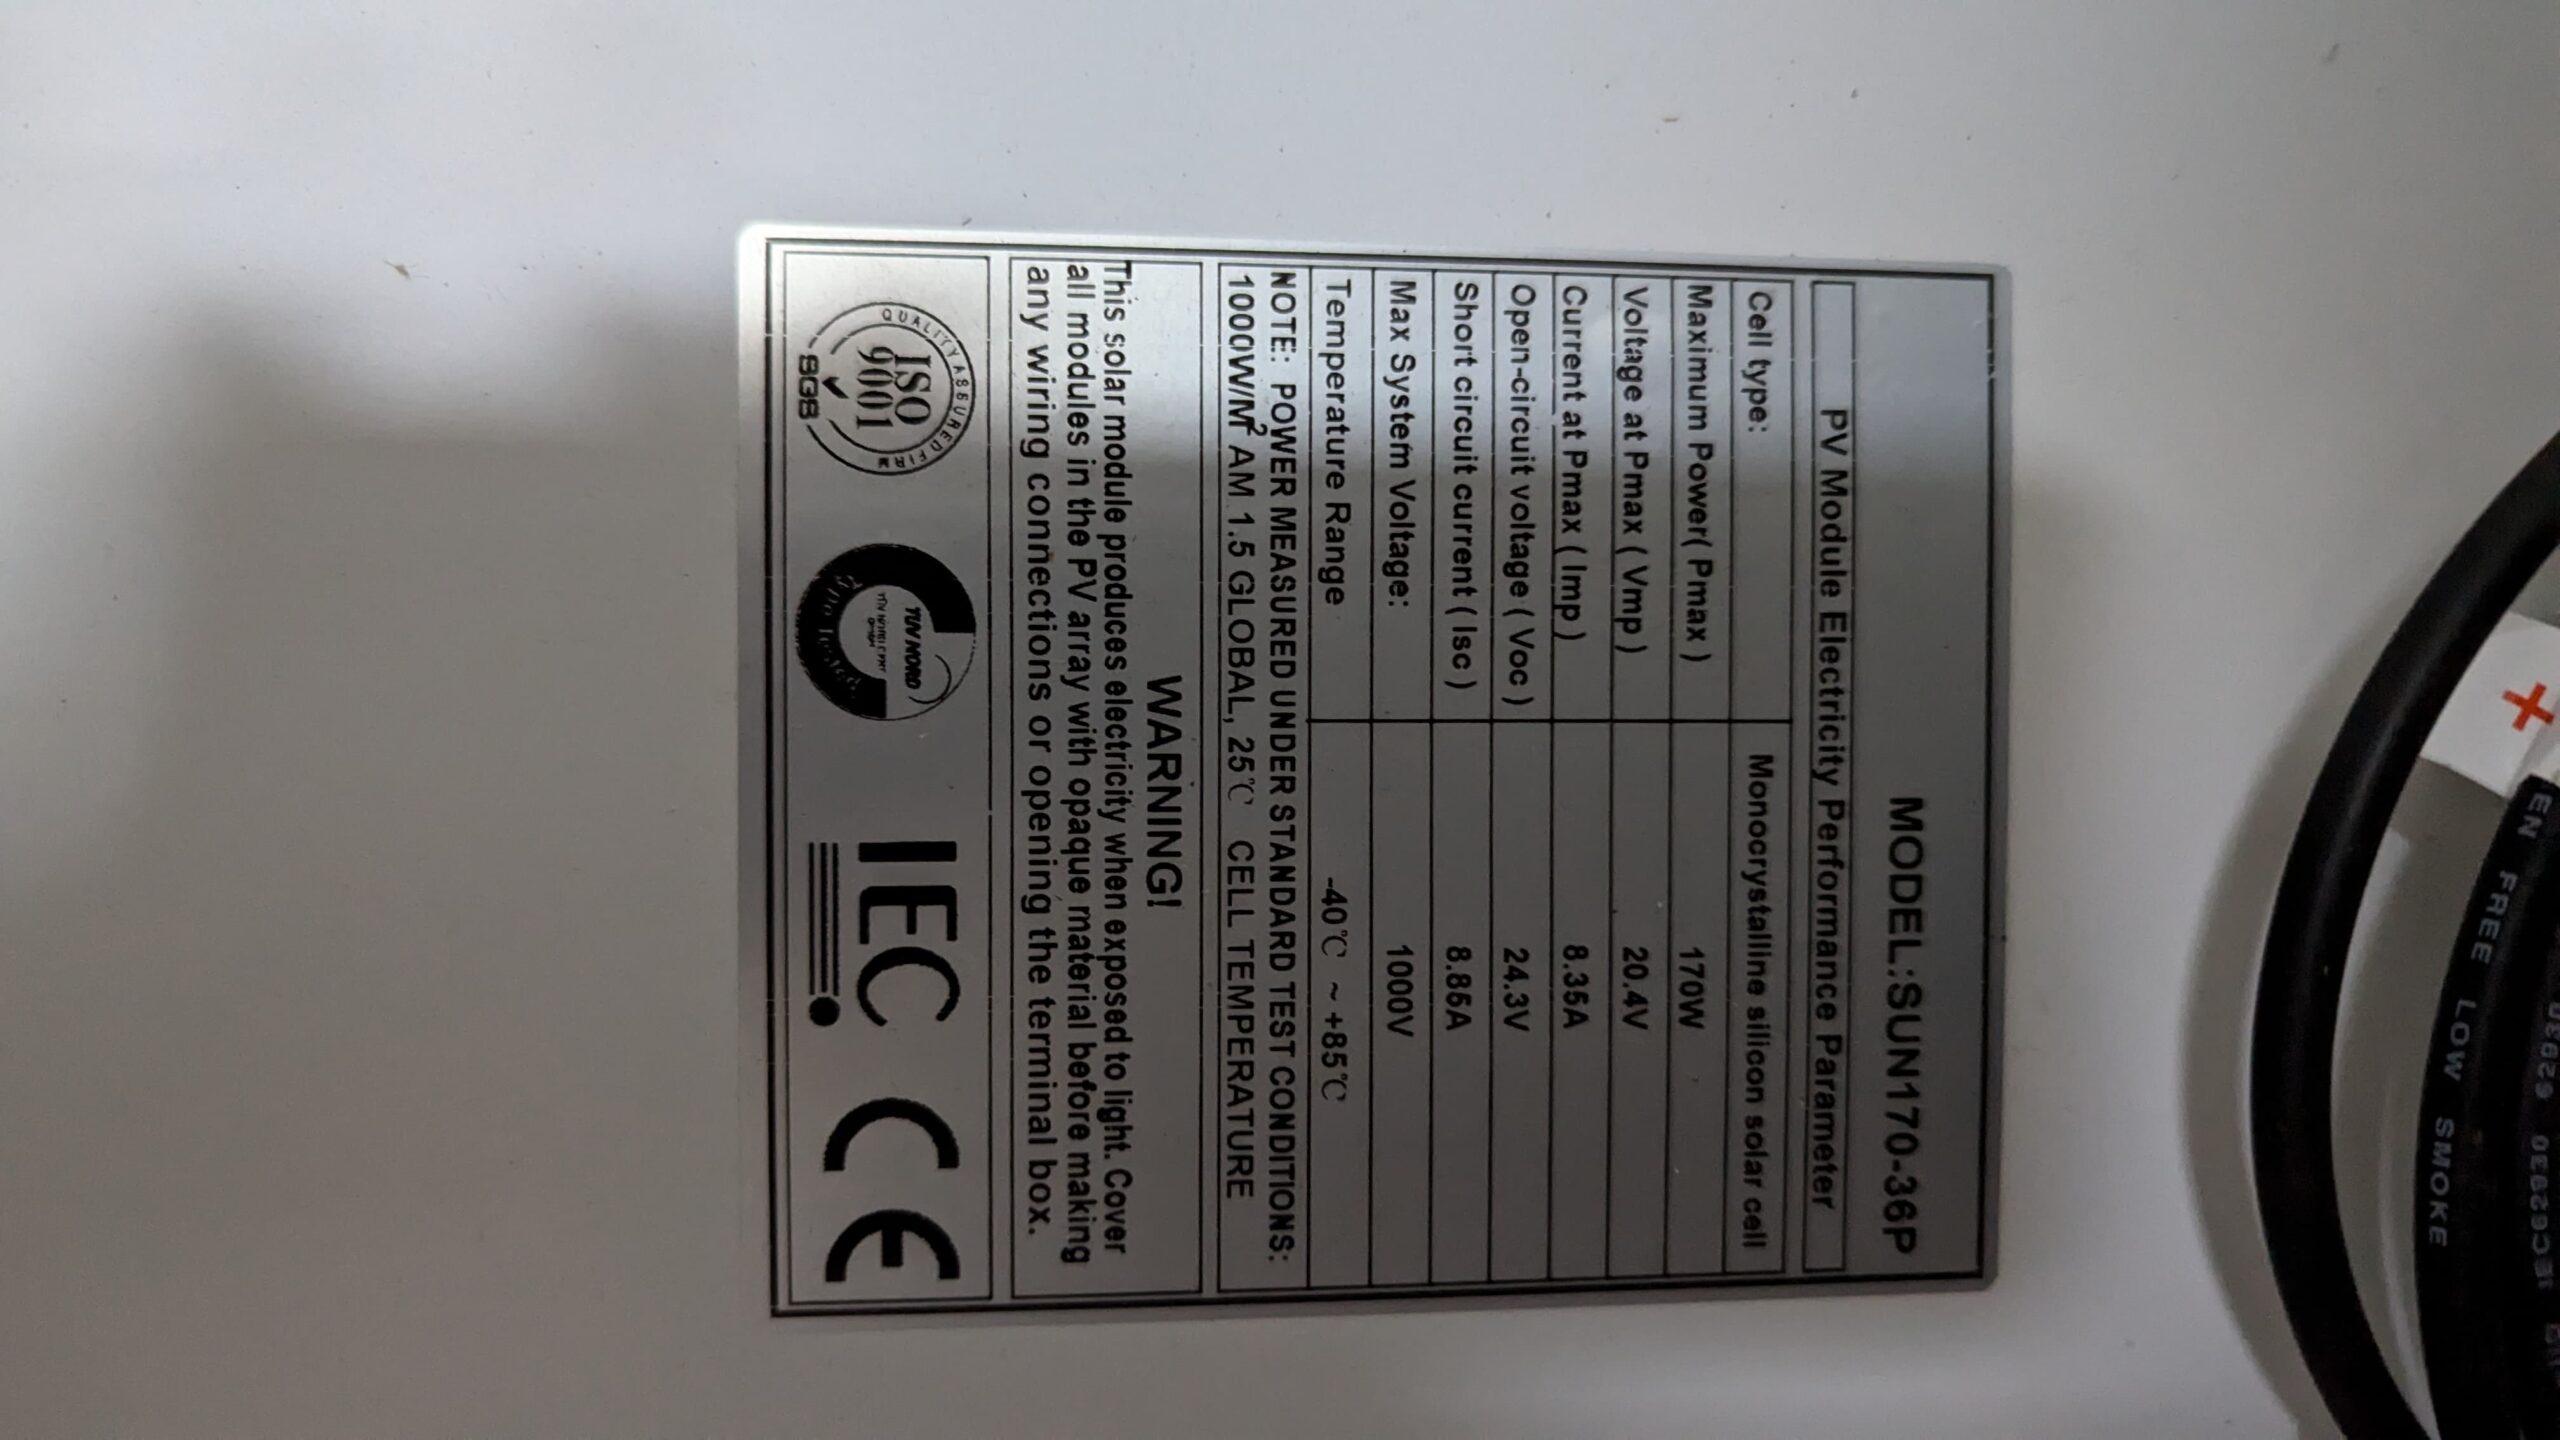 MODEL:SUN170-36P
PV Module Electricity Performance Parameter
Cell type: Monocrystalline silicon solar cell
Maximum Power( Pmax ) 170W
Voltage at Pmax ( Vmp ) 20.4V
Current at Pmax ( Imp ) 8.35A
Open-circuit voltage ( Voc ) 24.3V
Short circuit current ( Isc ) 8.85A
Max System Voltage: 1000V
Temperature Range -40℃ ~ +85℃
NOTE: POWER MEASURED UNDER STANDARD TEST CONDITIONS:
1000W/M² AM 1.5 GLOBAL, 25℃ CELL TEMPERATURE
WARNING!
This solar module produces electricity when exposed to light. Cover
all modules in the PV array with opaque material before making
any wiring connections or opening the terminal box.
QUALITY ASSURED FIRM
ISO
9001
SGS
TUV NORD
IEC
CE
+
EN FREE LOW SMOKE